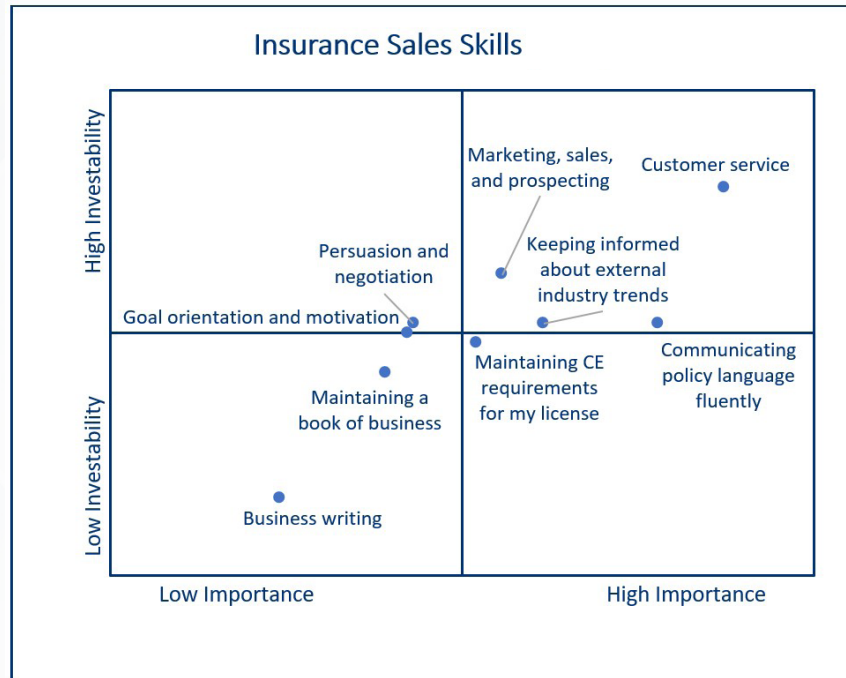 Insurance Sales Skills
High Investability
Low Investability
Marketing, sales,
and prospecting
Customer service
Persuasion and
negotiation
Keeping informed
about external
industry trends
Goal orientation and motivation
Maintaining a
book of business
Maintaining CE
requirements
for my license
Communicating
policy language
fluently
Business writing
Low Importance
High Importance